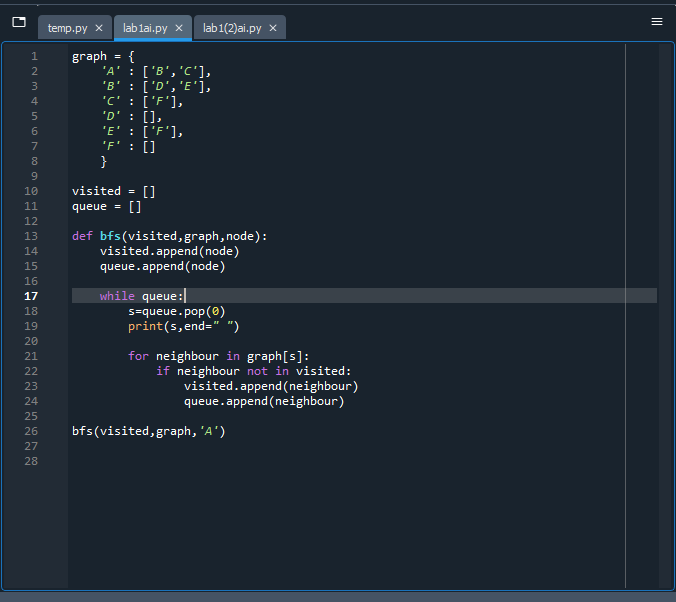 temp.py × lab1ai.py × lab1(2)ai.py ×
1 graph = {
2     'A' : ['B','C'],
3     'B' : ['D','E'],
4     'C' : ['F'],
5     'D' : [],
6     'E' : ['F'],
7     'F' : []
8     }
9
10 visited = []
11 queue = []
12
13 def bfs(visited,graph,node):
14     visited.append(node)
15     queue.append(node)
16
17     while queue:
18         s=queue.pop(0)
19         print(s,end=" ")
20
21         for neighbour in graph[s]:
22             if neighbour not in visited:
23                 visited.append(neighbour)
24                 queue.append(neighbour)
25
26 bfs(visited,graph,'A')
27
28